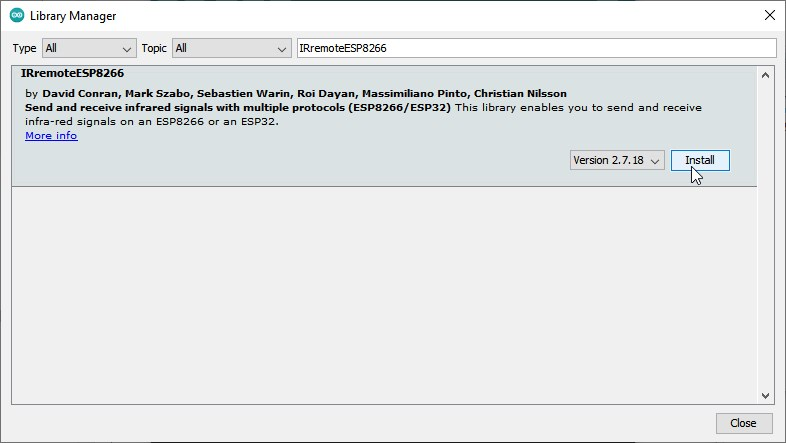 Library Manager
Type All Topic All IRremoteESP8266
IRremoteESP8266
by David Conran, Mark Szabo, Sebastien Warin, Roi Dayan, Massimiliano Pinto, Christian Nilsson
Send and receive infrared signals with multiple protocols (ESP8266/ESP32) This library enables you to send and receive
infra-red signals on an ESP8266 or an ESP32.
More info
Version 2.7.18 Install
Close